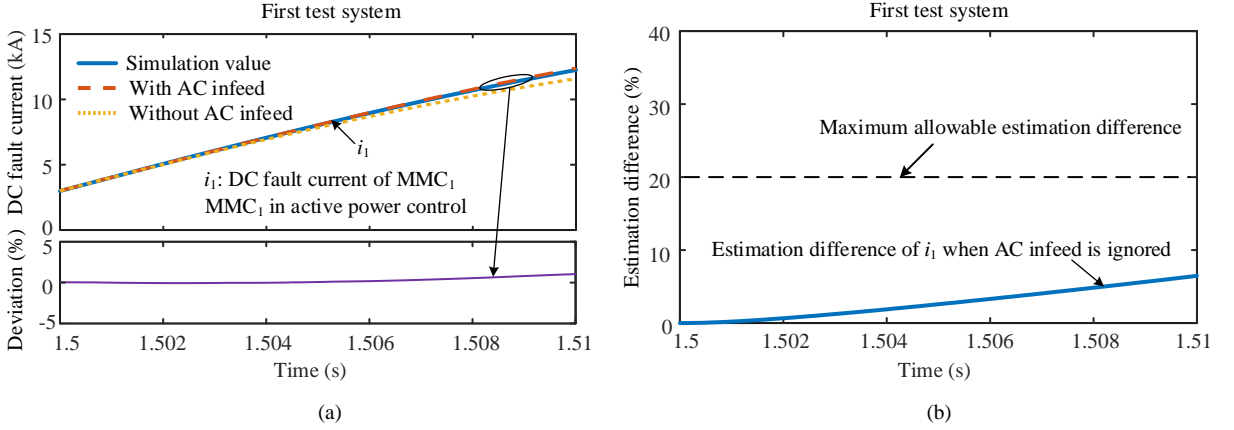 First test system
15
10
5
0
DC fault current (kA)
Simulation value
With AC infeed
Without AC infeed
i₁
i₁: DC fault current of MMC₁
MMC₁ in active power control
5
0
-5
Deviation (%)
1.5 1.502 1.504 1.506 1.508 1.51
Time (s)
(a)
First test system
40
30
20
10
0
Estimation difference (%)
Maximum allowable estimation difference
Estimation difference of i₁ when AC infeed is ignored
1.5 1.502 1.504 1.506 1.508 1.51
Time (s)
(b)